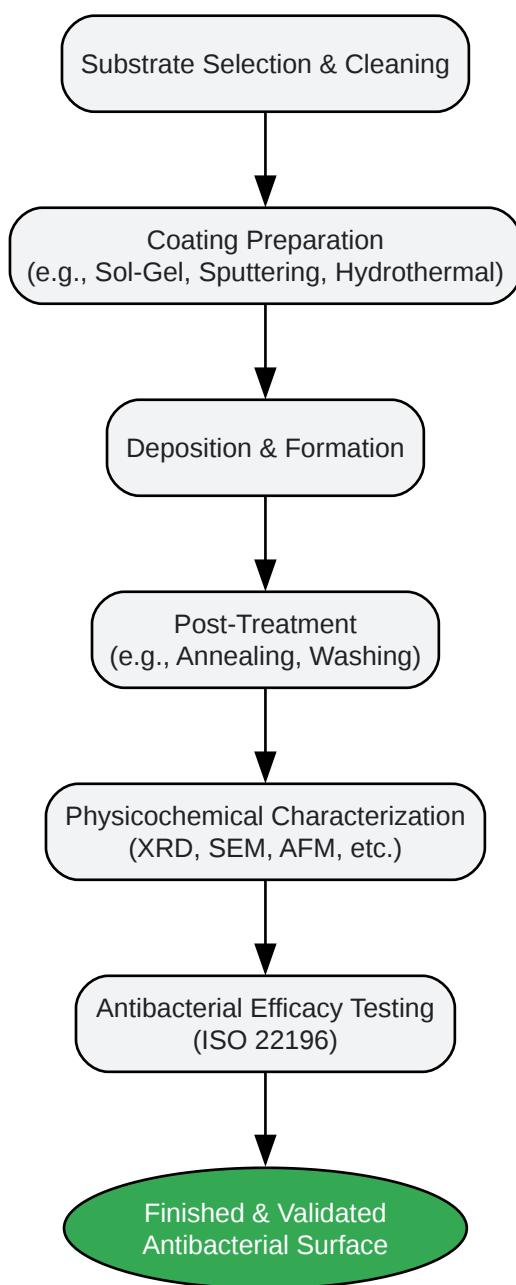 Substrate Selection & Cleaning
Coating Preparation
(e.g., Sol-Gel, Sputtering, Hydrothermal)
Deposition & Formation
Post-Treatment
(e.g., Annealing, Washing)
Physicochemical Characterization
(XRD, SEM, AFM, etc.)
Antibacterial Efficacy Testing
(ISO 22196)
Finished & Validated
Antibacterial Surface